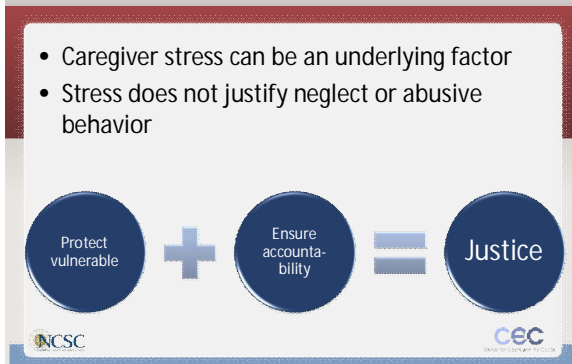 • Caregiver stress can be an underlying factor
• Stress does not justify neglect or abusive
behavior
Protect
vulnerable
Ensure
accounta-
bility
Justice
NCSC
CEC